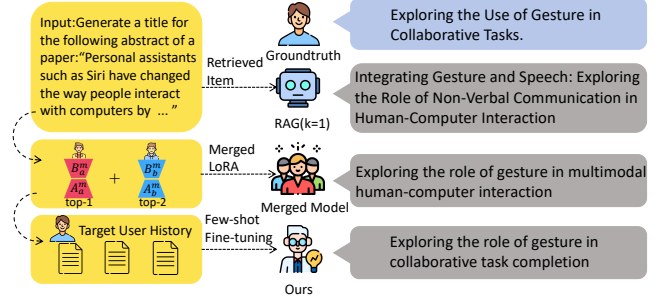 Input:Generate a title for
the following abstract of a
paper:“Personal assistants
such as Siri have changed
the way people interact
with computers by ... ”
Retrieved
Item
Groundtruth
Exploring the Use of Gesture in
Collaborative Tasks.
RAG(k=1)
Integrating Gesture and Speech: Exploring
the Role of Non-Verbal Communication in
Human-Computer Interaction
B_a^m
A_a^m
top-1
+
B_b^m
A_b^m
top-2
Merged
LoRA
Merged Model
Exploring the role of gesture in multimodal
human-computer interaction
Target User History
Few-shot
Fine-tuning
Ours
Exploring the role of gesture in
collaborative task completion